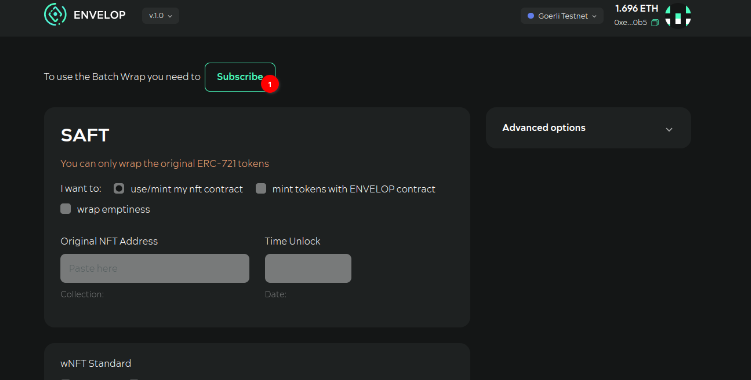 ENVELOP
v.1.0
Goerli Testnet
1.696 ETH
0xe...0b5
To use the Batch Wrap you need to Subscribe
1
SAFT
Advanced options
You can only wrap the original ERC-721 tokens
I want to: use/mint my nft contract mint tokens with ENVELOP contract
wrap emptiness
Original NFT Address Time Unlock
Paste here
Collection: Date:
wNFT Standard